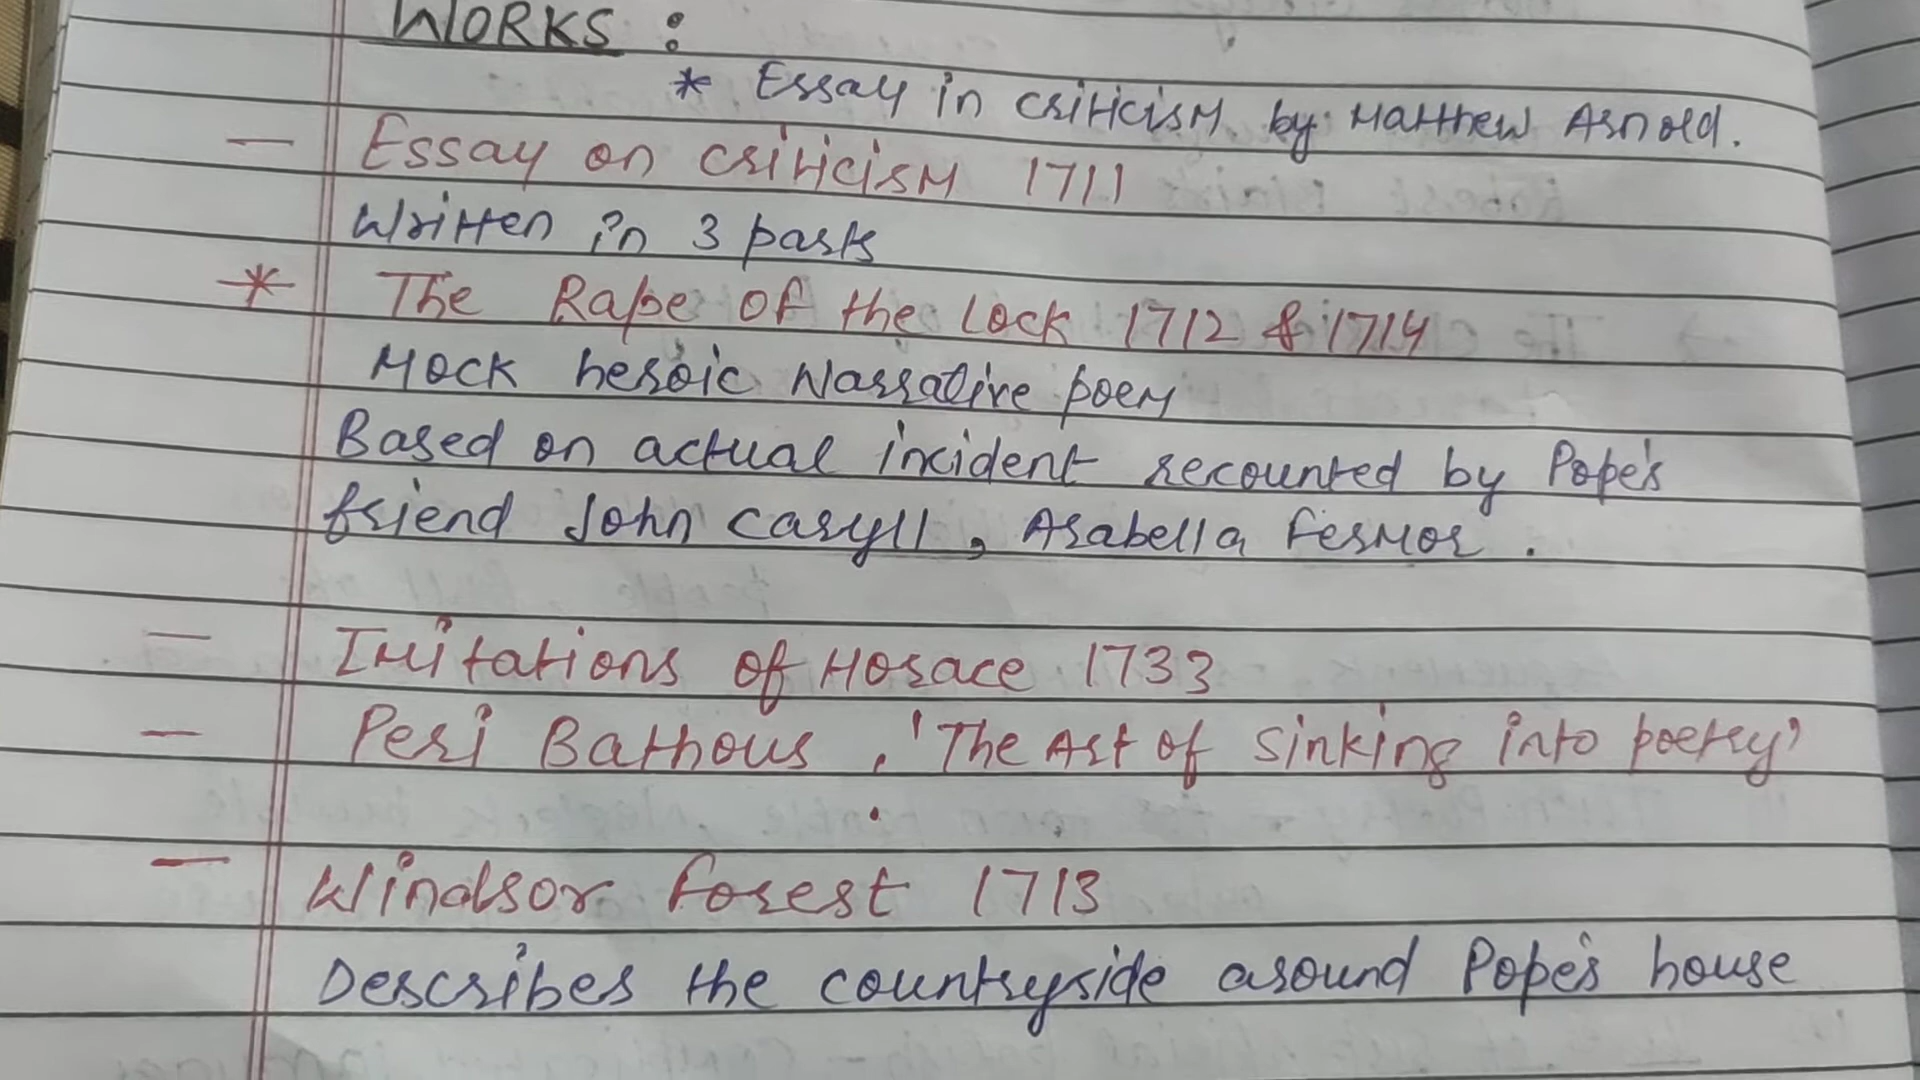 WORKS :
* Essay in criticism by Matthew Arnold.
— Essay on criticism 1711
Written in 3 parts
* The Rape of the Lock 1712 & 1714
Mock heroic Narrative poem
Based on actual incident recounted by Pope's
friend John Caryll, Arabella Fermor.
— Imitations of Horace 1733
— Peri Bathous, 'The Art of Sinking into poetry'
— Windsor Forest 1713
Describes the countryside around Pope's house